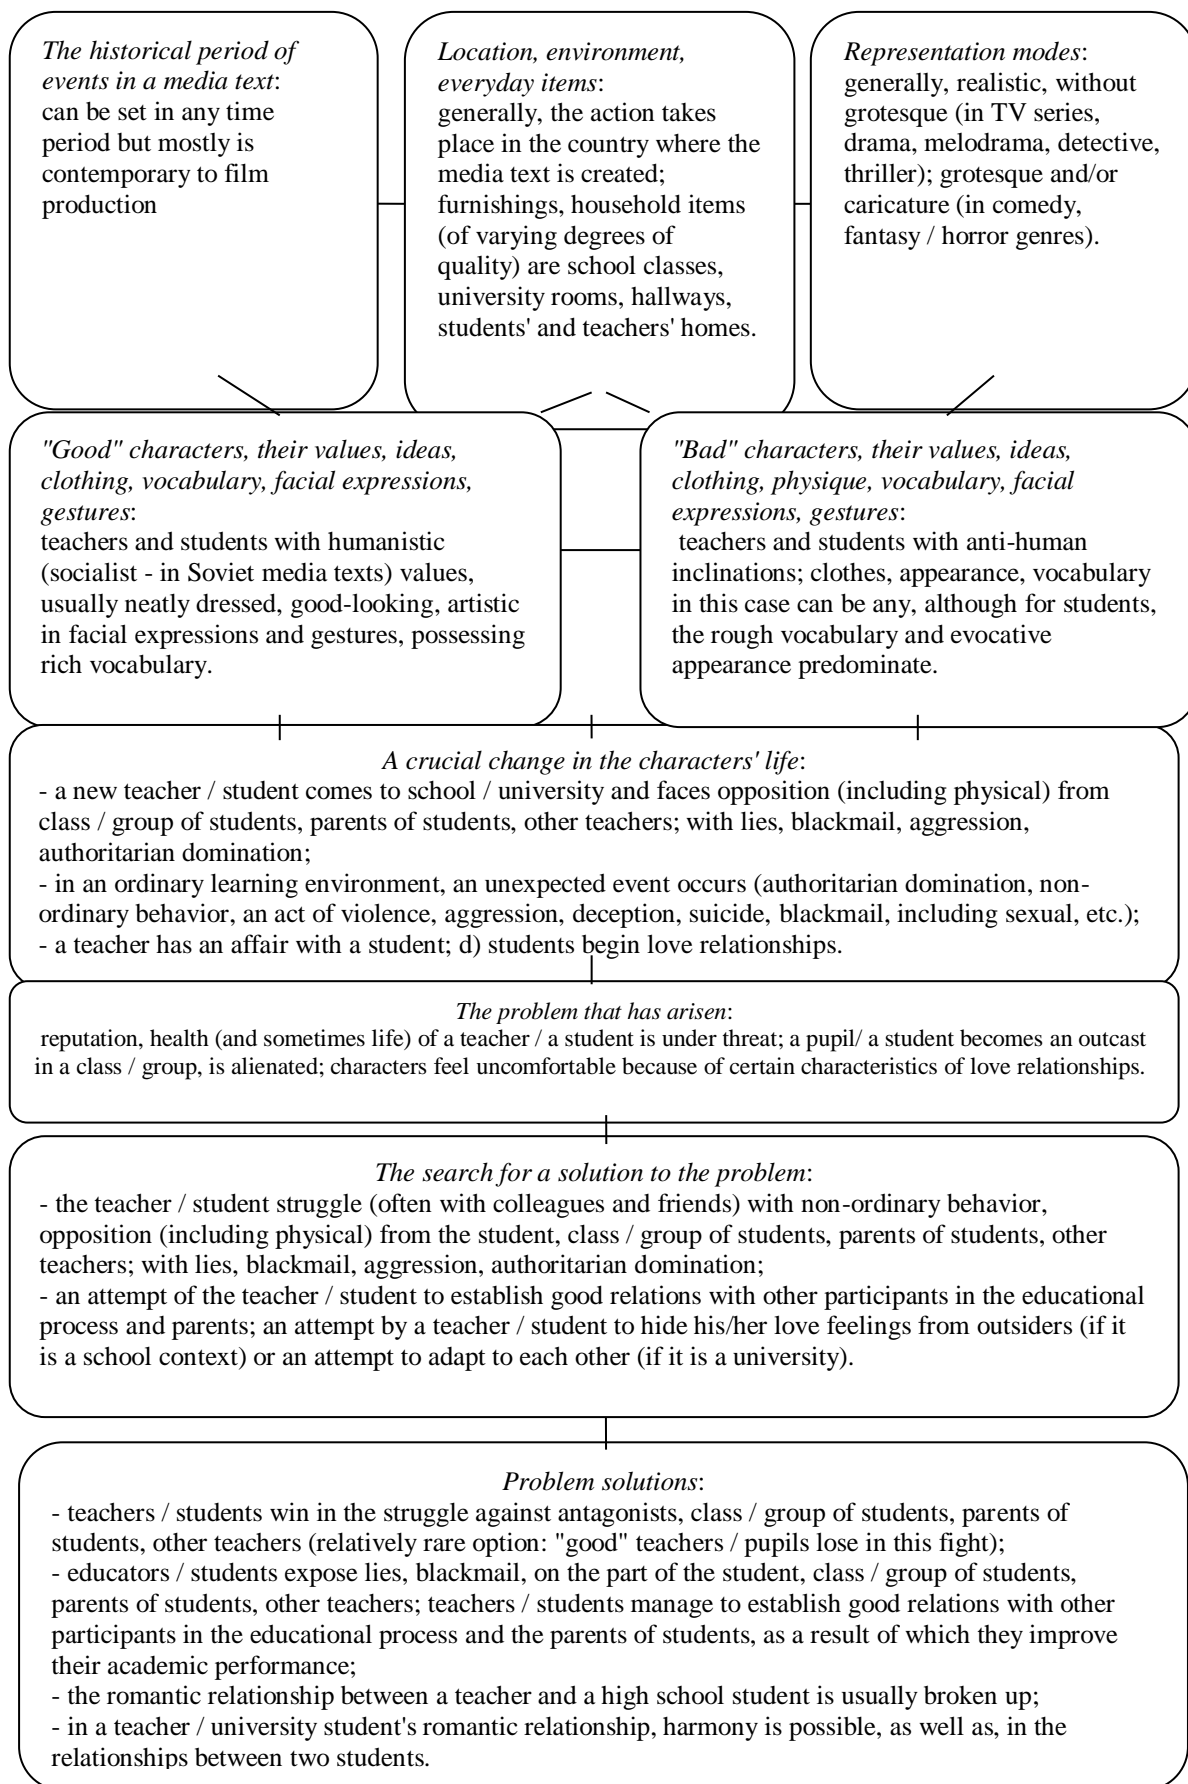 The historical period of
events in a media text:
can be set in any time
period but mostly is
contemporary to film
production
Location, environment,
everyday items:
generally, the action takes
place in the country where the
media text is created;
furnishings, household items
(of varying degrees of
quality) are school classes,
university rooms, hallways,
students' and teachers' homes.
Representation modes:
generally, realistic, without
grotesque (in TV series,
drama, melodrama, detective,
thriller); grotesque and/or
caricature (in comedy,
fantasy / horror genres).
"Good" characters, their values, ideas,
clothing, vocabulary, facial expressions,
gestures:
teachers and students with humanistic
(socialist - in Soviet media texts) values,
usually neatly dressed, good-looking, artistic
in facial expressions and gestures, possessing
rich vocabulary.
"Bad" characters, their values, ideas,
clothing, physique, vocabulary, facial
expressions, gestures:
teachers and students with anti-human
inclinations; clothes, appearance, vocabulary
in this case can be any, although for students,
the rough vocabulary and evocative
appearance predominate.
A crucial change in the characters' life:
- a new teacher / student comes to school / university and faces opposition (including physical) from
class / group of students, parents of students, other teachers; with lies, blackmail, aggression,
authoritarian domination;
- in an ordinary learning environment, an unexpected event occurs (authoritarian domination, non-
ordinary behavior, an act of violence, aggression, deception, suicide, blackmail, including sexual, etc.);
- a teacher has an affair with a student; d) students begin love relationships.
The problem that has arisen:
reputation, health (and sometimes life) of a teacher / a student is under threat; a pupil/ a student becomes an outcast
in a class / group, is alienated; characters feel uncomfortable because of certain characteristics of love relationships.
The search for a solution to the problem:
- the teacher / student struggle (often with colleagues and friends) with non-ordinary behavior,
opposition (including physical) from the student, class / group of students, parents of students, other
teachers; with lies, blackmail, aggression, authoritarian domination;
- an attempt of the teacher / student to establish good relations with other participants in the educational
process and parents; an attempt by a teacher / student to hide his/her love feelings from outsiders (if it
is a school context) or an attempt to adapt to each other (if it is a university).
Problem solutions:
- teachers / students win in the struggle against antagonists, class / group of students, parents of
students, other teachers (relatively rare option: "good" teachers / pupils lose in this fight);
- educators / students expose lies, blackmail, on the part of the student, class / group of students,
parents of students, other teachers; teachers / students manage to establish good relations with other
participants in the educational process and the parents of students, as a result of which they improve
their academic performance;
- the romantic relationship between a teacher and a high school student is usually broken up;
- in a teacher / university student's romantic relationship, harmony is possible, as well as, in the
relationships between two students.